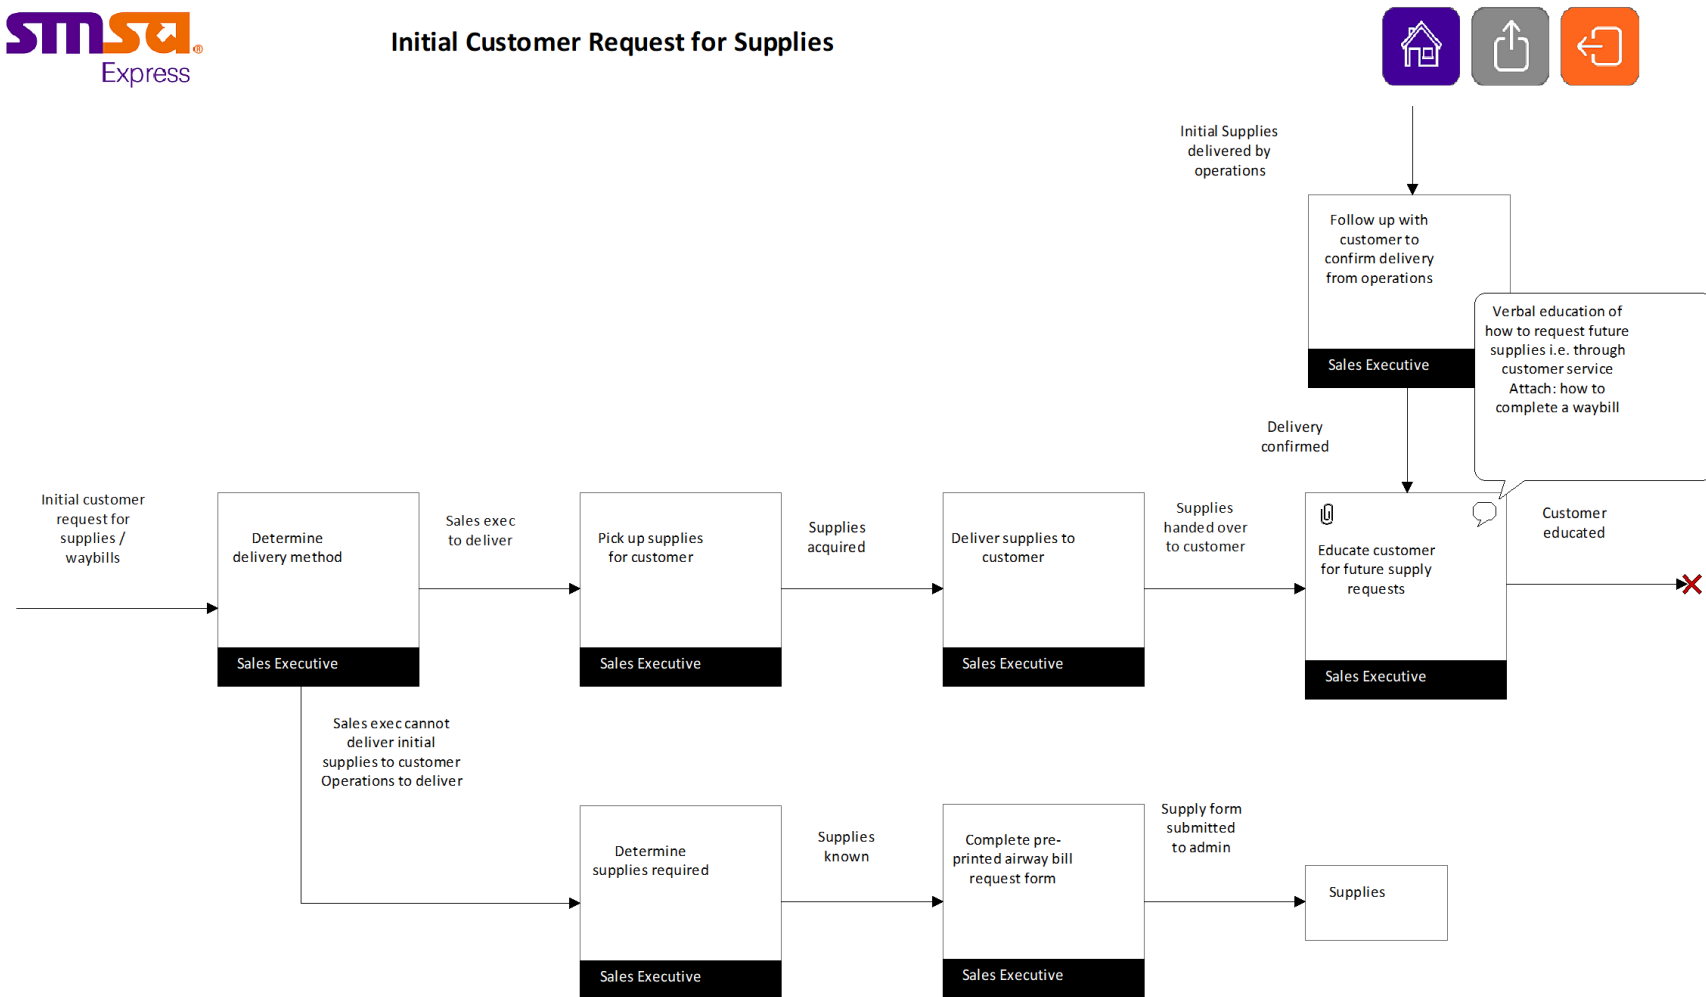 smsa®
Express
Initial Customer Request for Supplies
Initial Supplies
delivered by
operations
Follow up with
customer to
confirm delivery
from operations
Sales Executive
Verbal education of
how to request future
supplies i.e. through
customer service
Attach: how to
complete a waybill
Delivery
confirmed
Initial customer
request for
supplies /
waybills
Determine
delivery method
Sales Executive
Sales exec
to deliver
Pick up supplies
for customer
Sales Executive
Supplies
acquired
Deliver supplies to
customer
Sales Executive
Supplies
handed over
to customer
Educate customer
for future supply
requests
Sales Executive
Customer
educated
Sales exec cannot
deliver initial
supplies to customer
Operations to deliver
Determine
supplies required
Sales Executive
Supplies
known
Complete pre-
printed airway bill
request form
Sales Executive
Supply form
submitted
to admin
Supplies